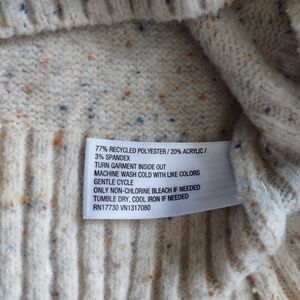 77% RECYCLED POLYESTER / 20% ACRYLIC /
3% SPANDEX
TURN GARMENT INSIDE OUT
MACHINE WASH COLD WITH LIKE COLORS
GENTLE CYCLE
ONLY NON-CHLORINE BLEACH IF NEEDED
TUMBLE DRY, COOL IRON IF NEEDED
RN17730 VN1317080